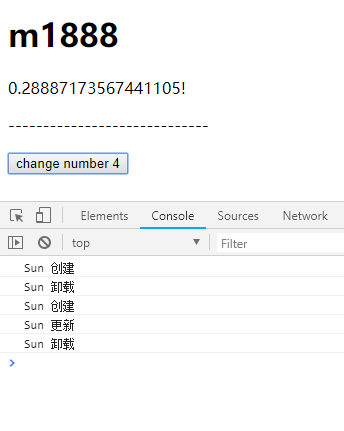 m1888
0.28887173567441105!
-----------------------------
change number 4
Elements Console Sources Network
top Filter
Sun 创建
Sun 卸载
Sun 创建
Sun 更新
Sun 卸载
>